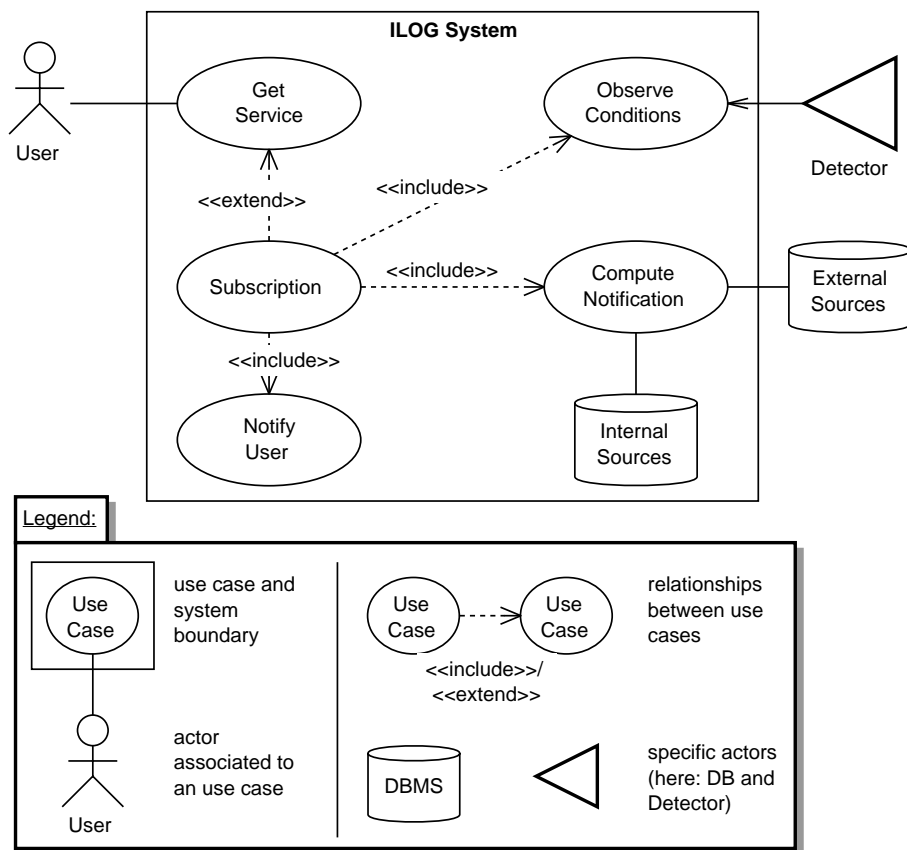 ILOG System
Get
Service
Observe
Conditions
User
Detector
<<include>>
<<extend>>
Subscription
<<include>>
Compute
Notification
External
Sources
<<include>>
Notify
User
Internal
Sources
Legend:
Use
Case
use case and
system
boundary
Use
Case
Use
Case
relationships
between use
cases
<<include>>/
<<extend>>
actor
associated to
an use case
User
DBMS
specific actors
(here: DB and
Detector)